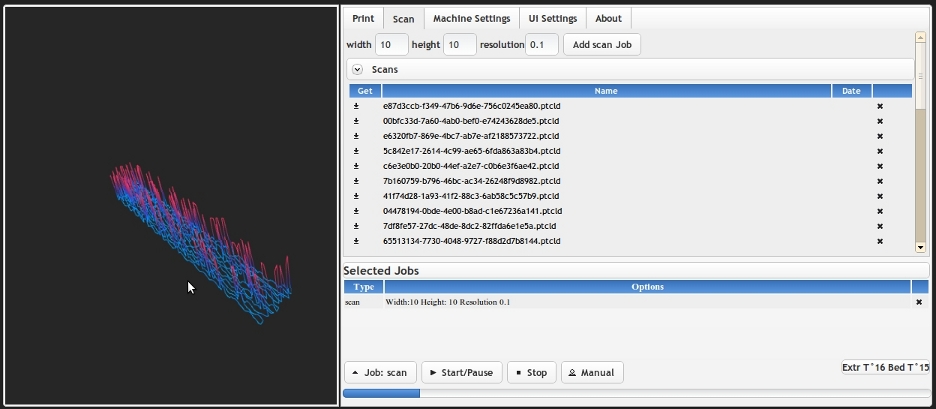 Print Scan Machine Settings UI Settings About
width 10 height 10 resolution 0.1 Add scan Job
Scans
Get Name Date
e87d3ccb-f349-47b6-9d6e-756c0245ea80.ptcld
00bfc33d-7a60-4ab0-bef0-e74243628de5.ptcld
e6320fb7-869e-4bc7-ab7e-af2188573722.ptcld
5c842e17-2614-4c99-ae65-6fda863a83b4.ptcld
c6e3e0b0-20b0-44ef-a2e7-c0b6e3f6ae42.ptcld
7b160759-b796-46bc-ac34-26248f9d8982.ptcld
41f74d28-1a93-41f2-88c3-6ab58c5c57b9.ptcld
04478194-0bde-4e00-b8ad-c1e67236a141.ptcld
7df8fe57-27dc-48de-8dc2-82ffda6e1e5a.ptcld
65513134-7730-4048-9727-f88d2d7b8144.ptcld
Selected Jobs
Type Options
scan Width:10 Height: 10 Resolution 0.1
Job: scan Start/Pause Stop Manual
Extr T°16 Bed T°15